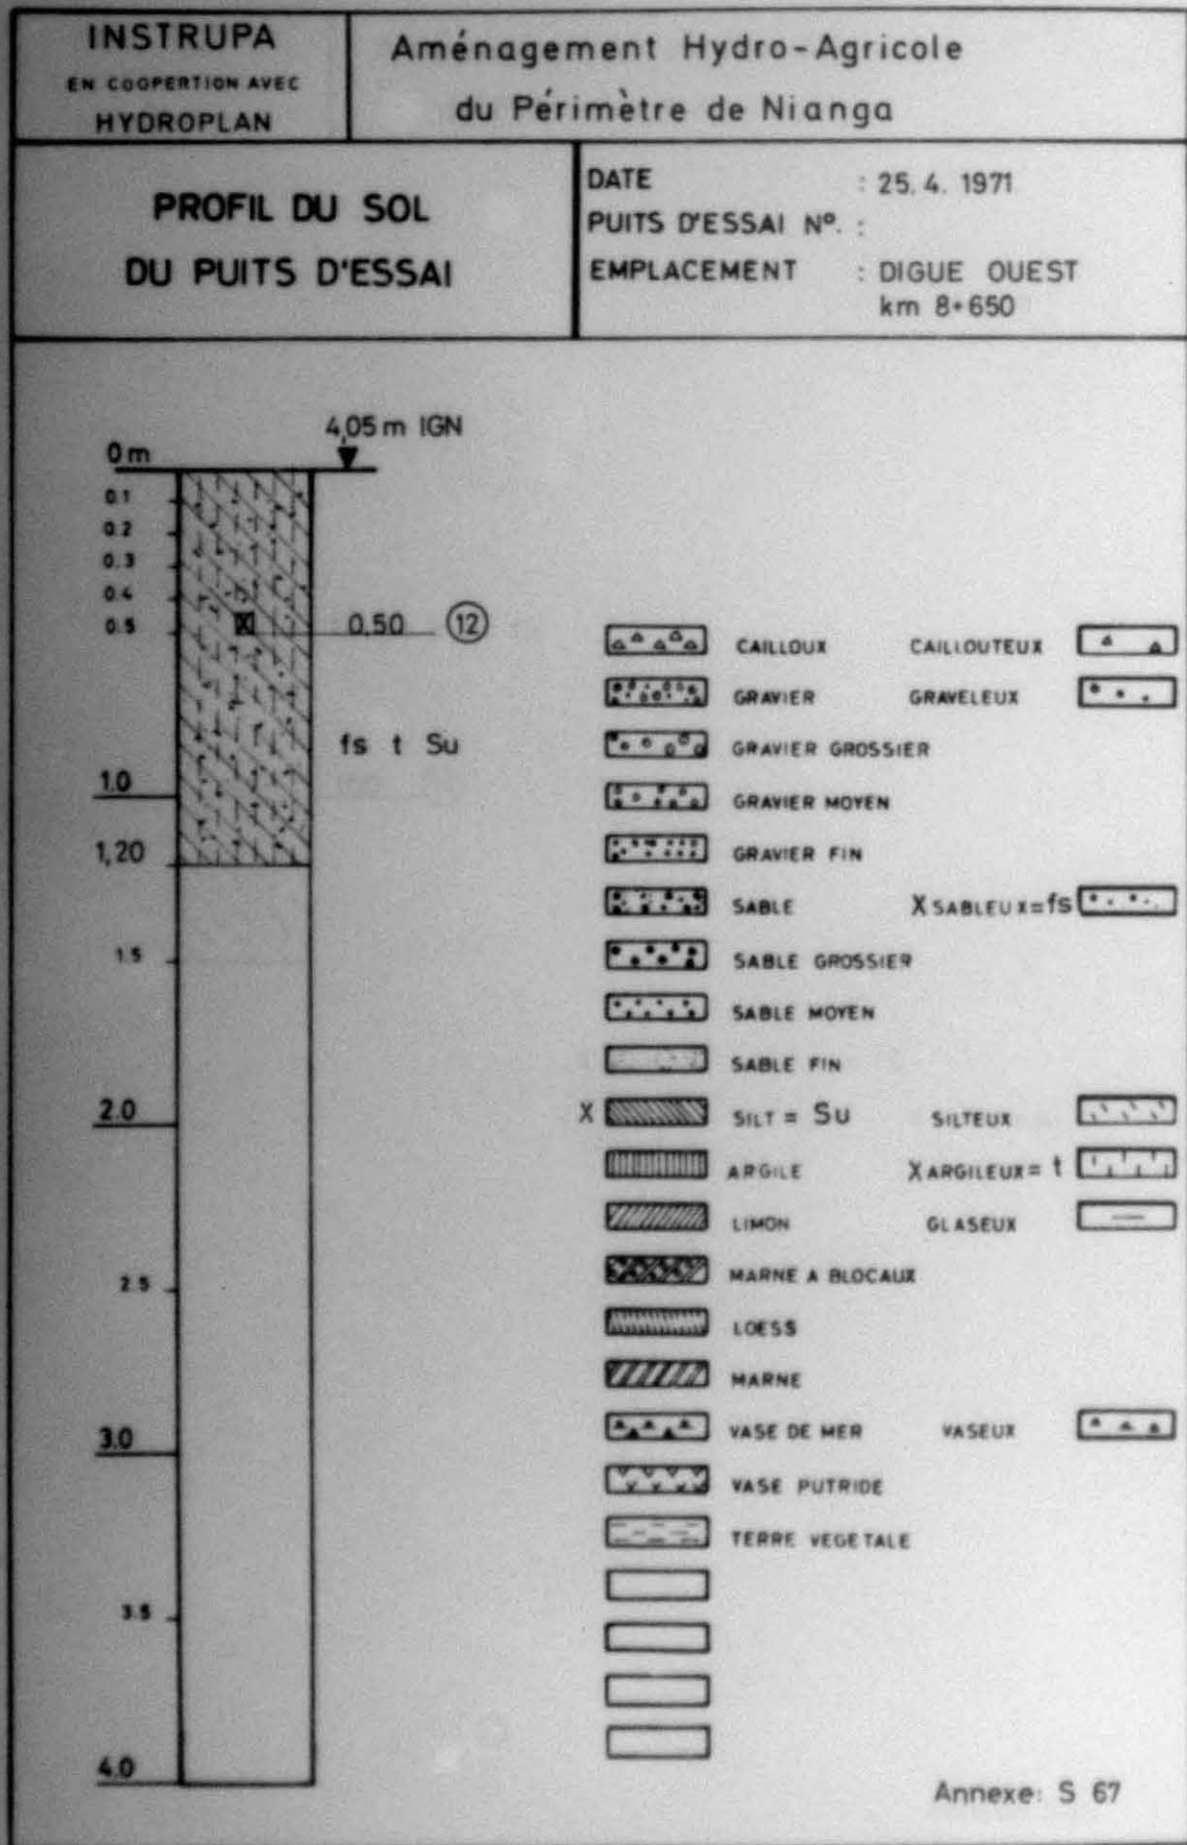 INSTRUPA
EN COOPERTION AVEC
HYDROPLAN
Aménagement Hydro-Agricole
du Périmètre de Nianga
PROFIL DU SOL
DU PUITS D'ESSAI
DATE : 25.4.1971
PUITS D'ESSAI Nº. :
EMPLACEMENT : DIGUE OUEST
km 8+650
4,05 m IGN
0 m
0.1
0.2
0.3
0.4
0.5
0.50 12
fs t Su
1.0
1,20
1.5
2.0
2.5
3.0
3.5
4.0
CAILLOUX CAILLOUTEUX
GRAVIER GRAVELEUX
GRAVIER GROSSIER
GRAVIER MOYEN
GRAVIER FIN
SABLE X SABLEUX=fs
SABLE GROSSIER
SABLE MOYEN
SABLE FIN
X SILT = Su SILTEUX
ARGILE X ARGILEUX= t
LIMON GLASEUX
MARNE A BLOCAUX
LOESS
MARNE
VASE DE MER VASEUX
VASE PUTRIDE
TERRE VEGETALE
Annexe: S 67